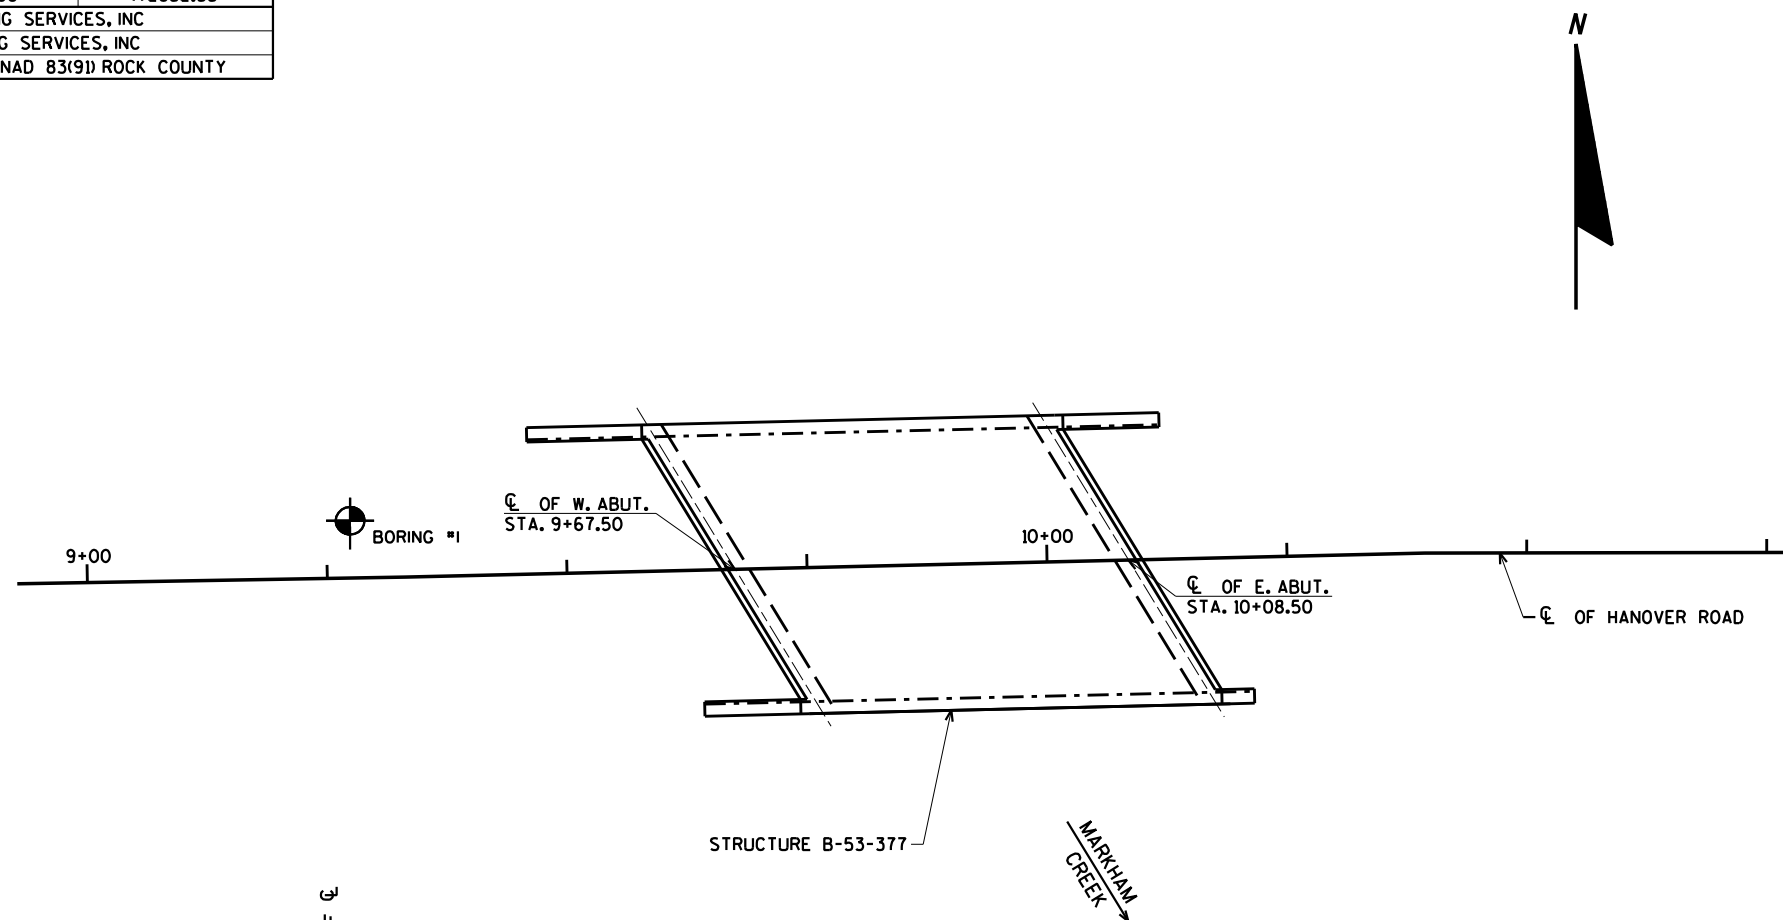 G SERVICES, INC
G SERVICES, INC
NAD 83(91) ROCK COUNTY
N
℄ OF W. ABUT.
STA. 9+67.50
BORING #1
9+00
10+00
℄ OF E. ABUT.
STA. 10+08.50
℄ OF HANOVER ROAD
STRUCTURE B-53-377
MARKHAM
CREEK
℄